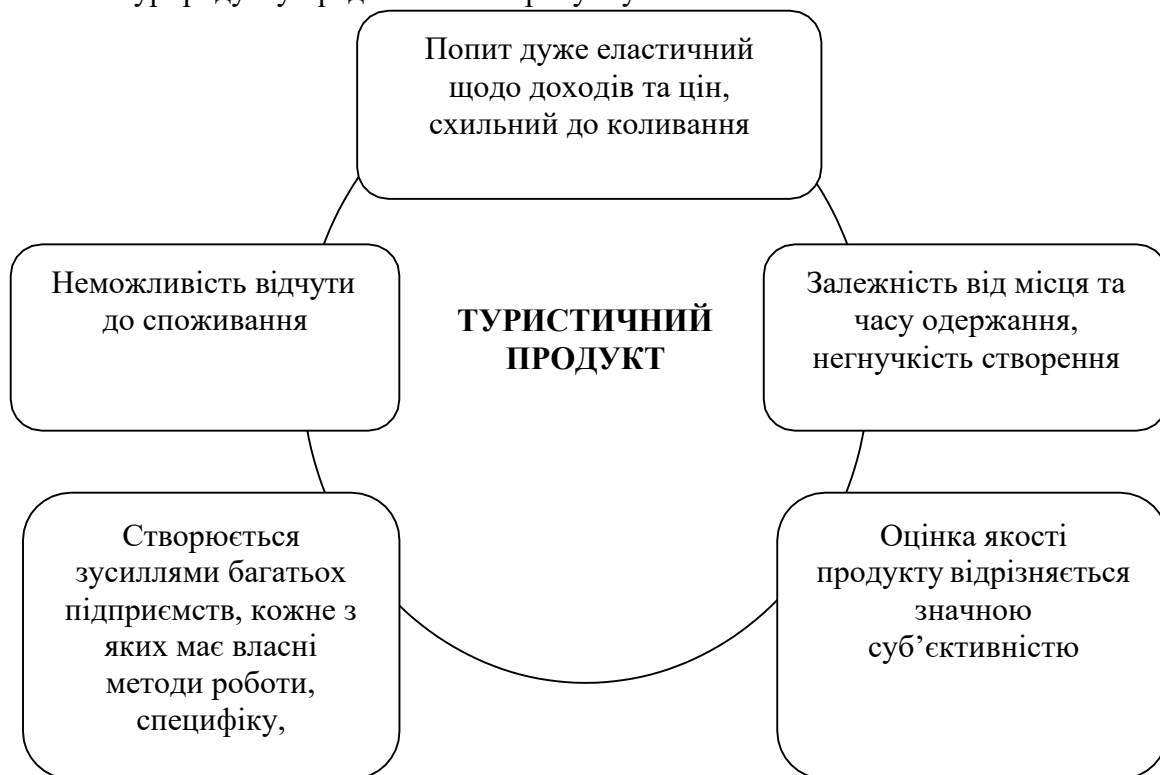 Попит дуже еластичний
щодо доходів та цін,
схильний до коливання
Неможливість відчути
до споживання
ТУРИСТИЧНИЙ
ПРОДУКТ
Залежність від місця та
часу одержання,
негнучкість створення
Створюється
зусиллями багатьох
підприємств, кожне з
яких має власні
методи роботи,
специфіку,
Оцінка якості
продукту відрізняється
значною
суб’єктивністю